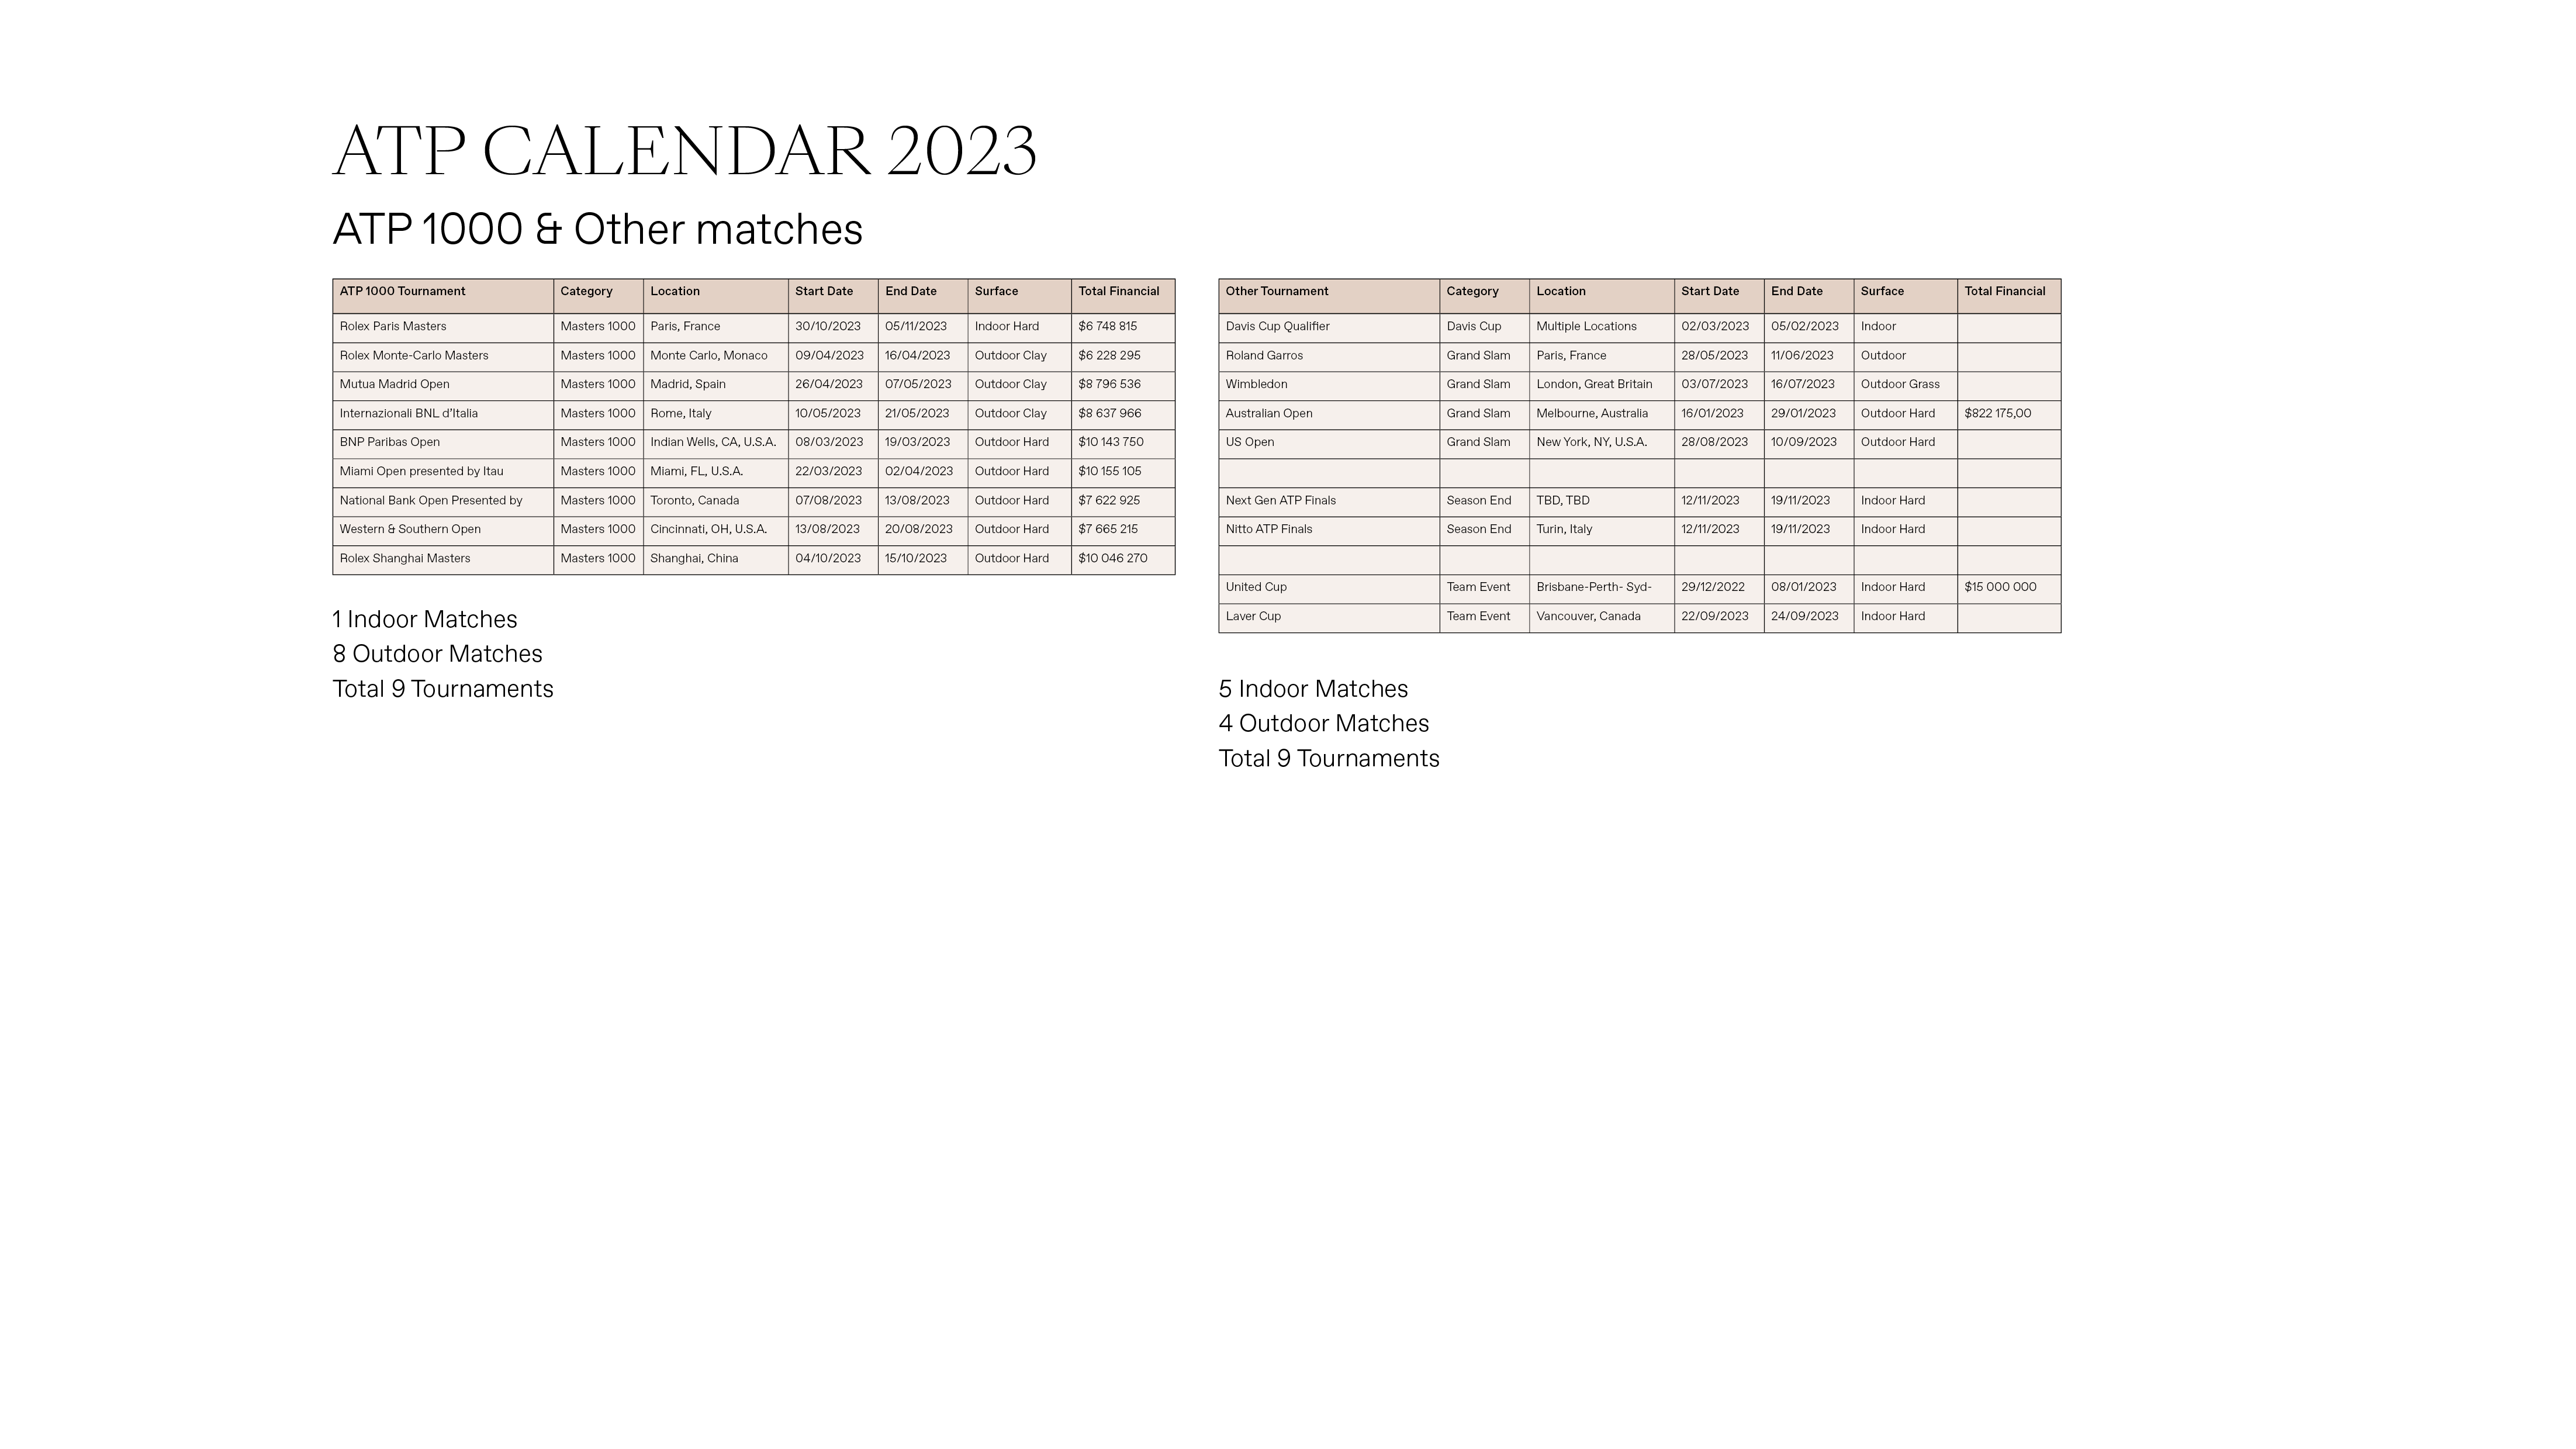 ATP CALENDAR 2023
ATP 1000 & Other matches
ATP 1000 Tournament Category Location Start Date End Date Surface Total Financial
Rolex Paris Masters Masters 1000 Paris, France 30/10/2023 05/11/2023 Indoor Hard $6 748 815
Rolex Monte-Carlo Masters Masters 1000 Monte Carlo, Monaco 09/04/2023 16/04/2023 Outdoor Clay $6 228 295
Mutua Madrid Open Masters 1000 Madrid, Spain 26/04/2023 07/05/2023 Outdoor Clay $8 796 536
Internazionali BNL d'Italia Masters 1000 Rome, Italy 10/05/2023 21/05/2023 Outdoor Clay $8 637 966
BNP Paribas Open Masters 1000 Indian Wells, CA, U.S.A. 08/03/2023 19/03/2023 Outdoor Hard $10 143 750
Miami Open presented by Itau Masters 1000 Miami, FL, U.S.A. 22/03/2023 02/04/2023 Outdoor Hard $10 155 105
National Bank Open Presented by Masters 1000 Toronto, Canada 07/08/2023 13/08/2023 Outdoor Hard $7 622 925
Western & Southern Open Masters 1000 Cincinnati, OH, U.S.A. 13/08/2023 20/08/2023 Outdoor Hard $7 665 215
Rolex Shanghai Masters Masters 1000 Shanghai, China 04/10/2023 15/10/2023 Outdoor Hard $10 046 270
1 Indoor Matches
8 Outdoor Matches
Total 9 Tournaments
Other Tournament Category Location Start Date End Date Surface Total Financial
Davis Cup Qualifier Davis Cup Multiple Locations 02/03/2023 05/02/2023 Indoor
Roland Garros Grand Slam Paris, France 28/05/2023 11/06/2023 Outdoor
Wimbledon Grand Slam London, Great Britain 03/07/2023 16/07/2023 Outdoor Grass
Australian Open Grand Slam Melbourne, Australia 16/01/2023 29/01/2023 Outdoor Hard $822 175,00
US Open Grand Slam New York, NY, U.S.A. 28/08/2023 10/09/2023 Outdoor Hard
Next Gen ATP Finals Season End TBD, TBD 12/11/2023 19/11/2023 Indoor Hard
Nitto ATP Finals Season End Turin, Italy 12/11/2023 19/11/2023 Indoor Hard
United Cup Team Event Brisbane-Perth- Syd- 29/12/2022 08/01/2023 Indoor Hard $15 000 000
Laver Cup Team Event Vancouver, Canada 22/09/2023 24/09/2023 Indoor Hard
5 Indoor Matches
4 Outdoor Matches
Total 9 Tournaments